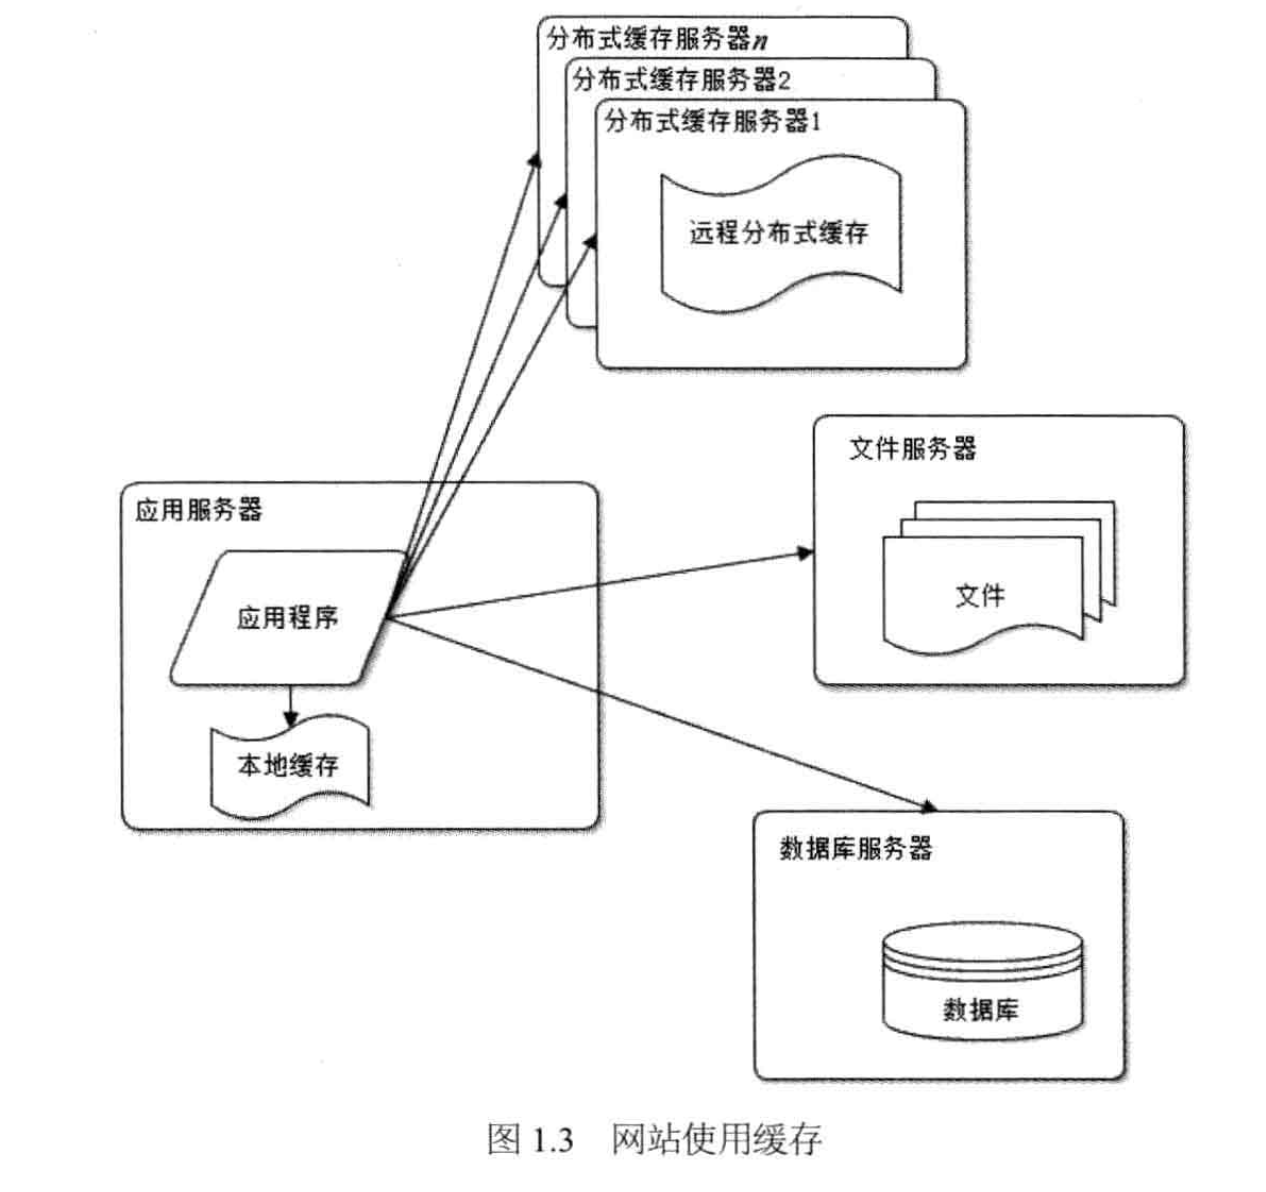 分布式缓存服务器n
分布式缓存服务器2
分布式缓存服务器1
远程分布式缓存
文件服务器
文件
应用服务器
应用程序
本地缓存
数据库服务器
数据库
图 1.3 网站使用缓存